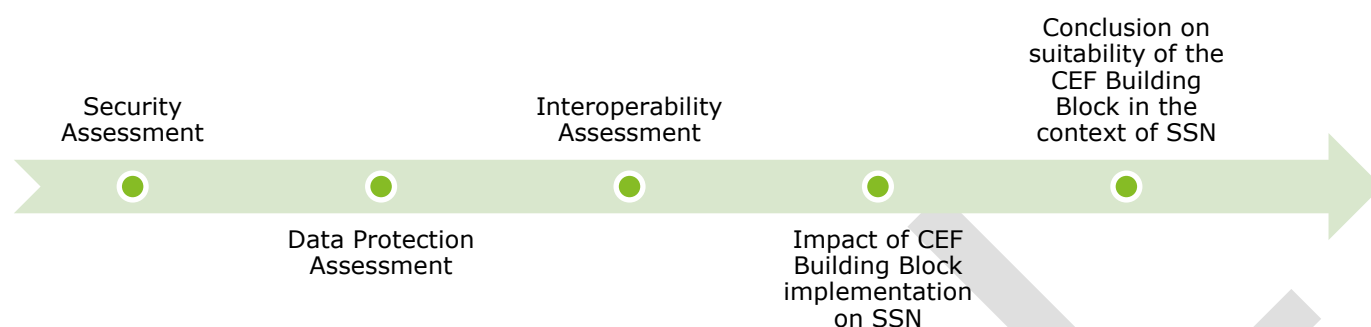 Security
Assessment
Data Protection
Assessment
Interoperability
Assessment
Impact of CEF
Building Block
implementation
on SSN
Conclusion on
suitability of the
CEF Building
Block in the
context of SSN